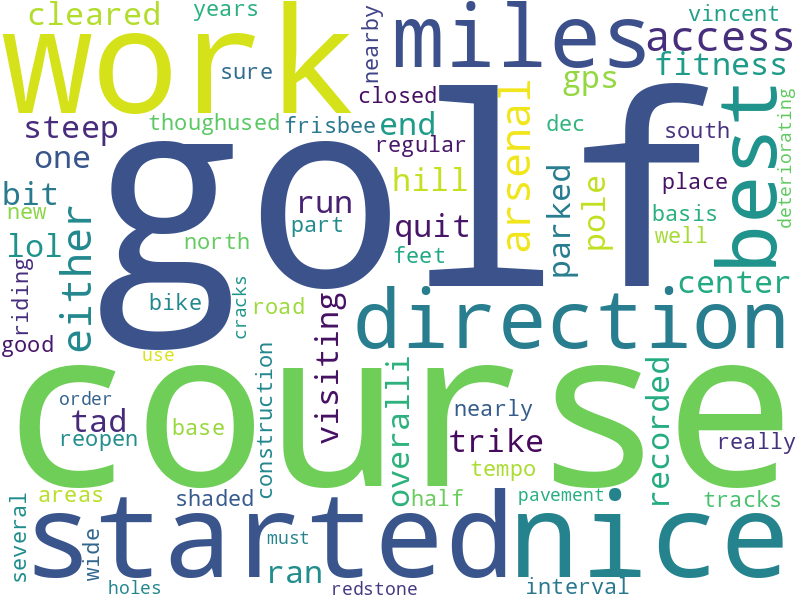 cleared
years
vincent
work
miles
access
sure
nearby
fitness
gps
closed
steep
thoughused
frisbee
end
arsenal
dec
south
best
deteriorating
one
regular
golf
bit
hill
parked
pole
place
new
either
run
part
quit
basis
well
lol
north
feet
center
riding
bike
cracks
road
visiting
direction
good
use
course
order
construction
overalli
recorded
tad
base
nearly
reopen
trike
really
tempo
areas
shaded
half
pavement
tracks
several
started
nice
wide
must
ran
holes
redstone
interval